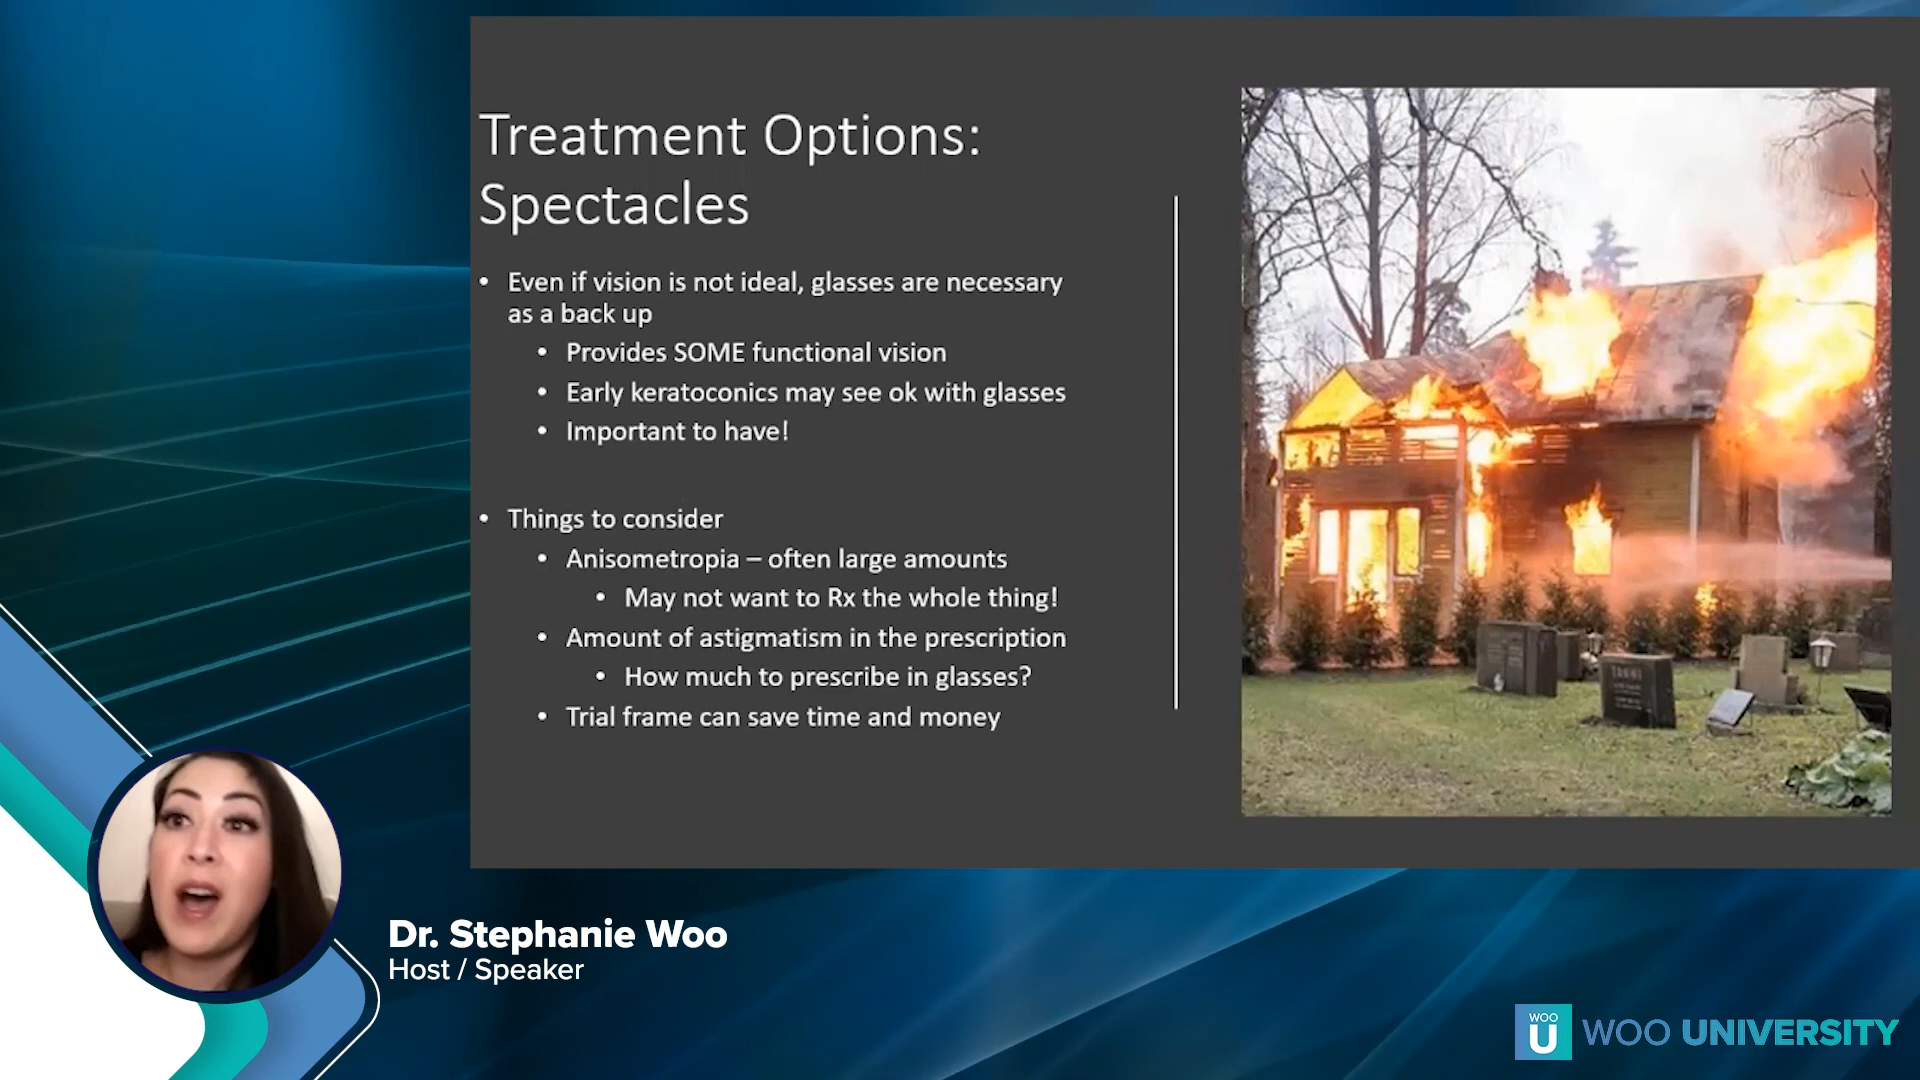 Treatment Options:
Spectacles
• Even if vision is not ideal, glasses are necessary
as a back up
• Provides SOME functional vision
• Early keratoconics may see ok with glasses
• Important to have!
• Things to consider
• Anisometropia – often large amounts
• May not want to Rx the whole thing!
• Amount of astigmatism in the prescription
• How much to prescribe in glasses?
• Trial frame can save time and money
Dr. Stephanie Woo
Host / Speaker
WOO
U
WOO UNIVERSITY